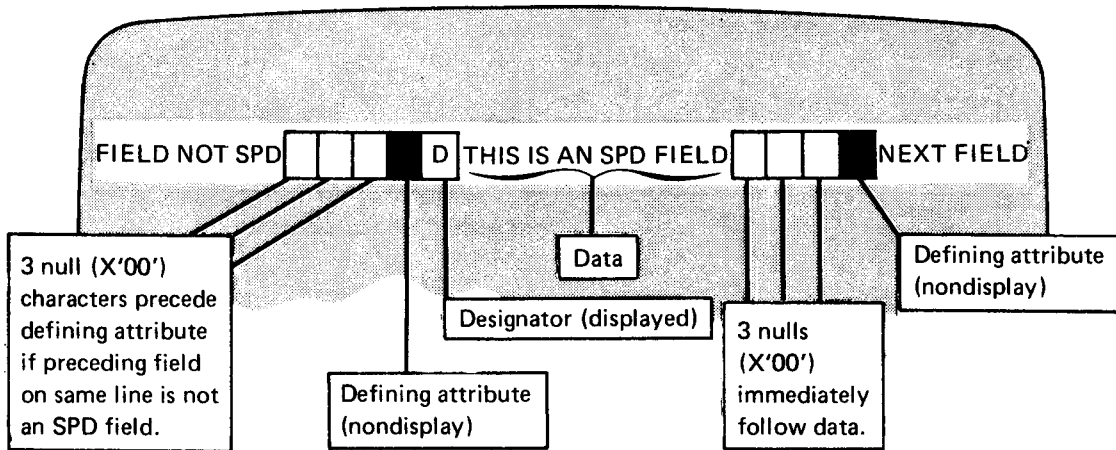 FIELD NOT SPD D THIS IS AN SPD FIELD NEXT FIELD
3 null (X'00')
characters precede
defining attribute
if preceding field
on same line is not
an SPD field.
Defining attribute
(nondisplay)
Designator (displayed)
Data
3 nulls
(X'00')
immediately
follow data.
Defining attribute
(nondisplay)